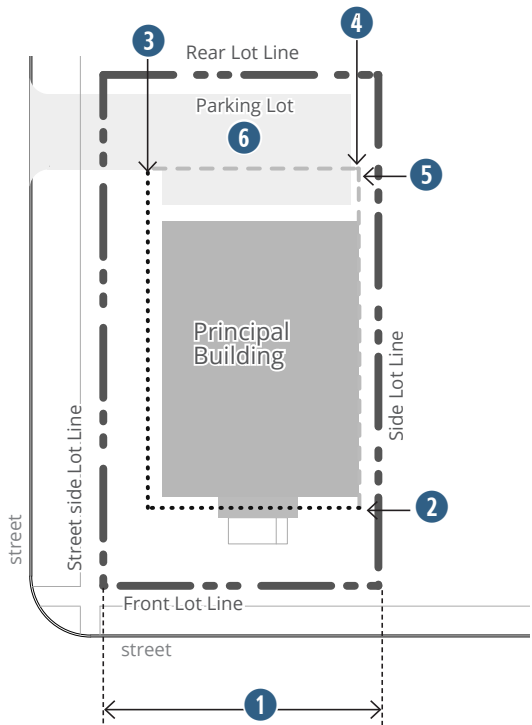 3
4
Rear Lot Line
Parking Lot
6
5
Principal
Building
Side Lot Line
Street side Lot Line
street
2
Front Lot Line
street
1